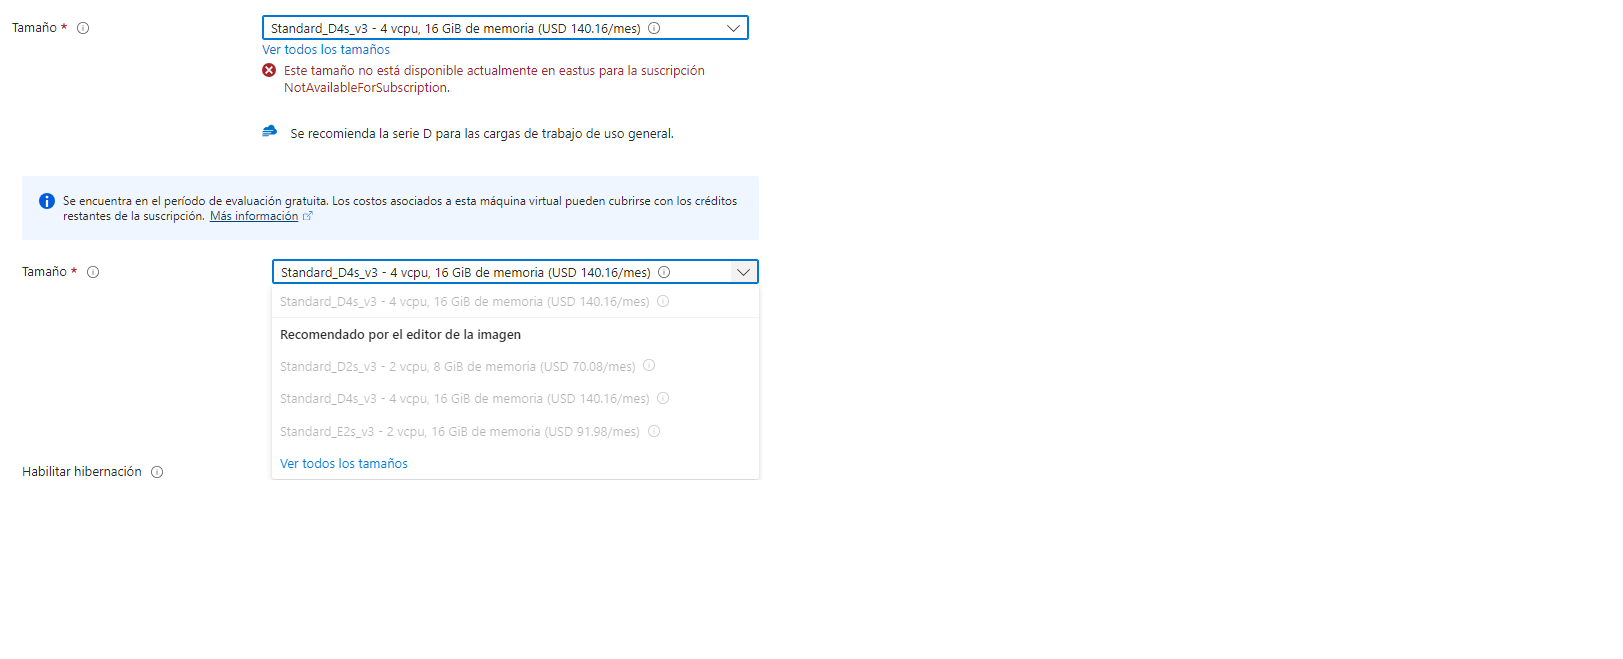 Tamaño * Standard_D4s_v3 - 4 vcpu, 16 GiB de memoria (USD 140.16/mes)
Ver todos los tamaños
Este tamaño no está disponible actualmente en eastus para la suscripción
NotAvailableForSubscription.
Se recomienda la serie D para las cargas de trabajo de uso general.
Se encuentra en el período de evaluación gratuita. Los costos asociados a esta máquina virtual pueden cubrirse con los créditos
restantes de la suscripción. Más información
Tamaño * Standard_D4s_v3 - 4 vcpu, 16 GiB de memoria (USD 140.16/mes)
Standard_D4s_v3 - 4 vcpu, 16 GiB de memoria (USD 140.16/mes)
Recomendado por el editor de la imagen
Standard_D2s_v3 - 2 vcpu, 8 GiB de memoria (USD 70.08/mes)
Standard_D4s_v3 - 4 vcpu, 16 GiB de memoria (USD 140.16/mes)
Standard_E2s_v3 - 2 vcpu, 16 GiB de memoria (USD 91.98/mes)
Ver todos los tamaños
Habilitar hibernación